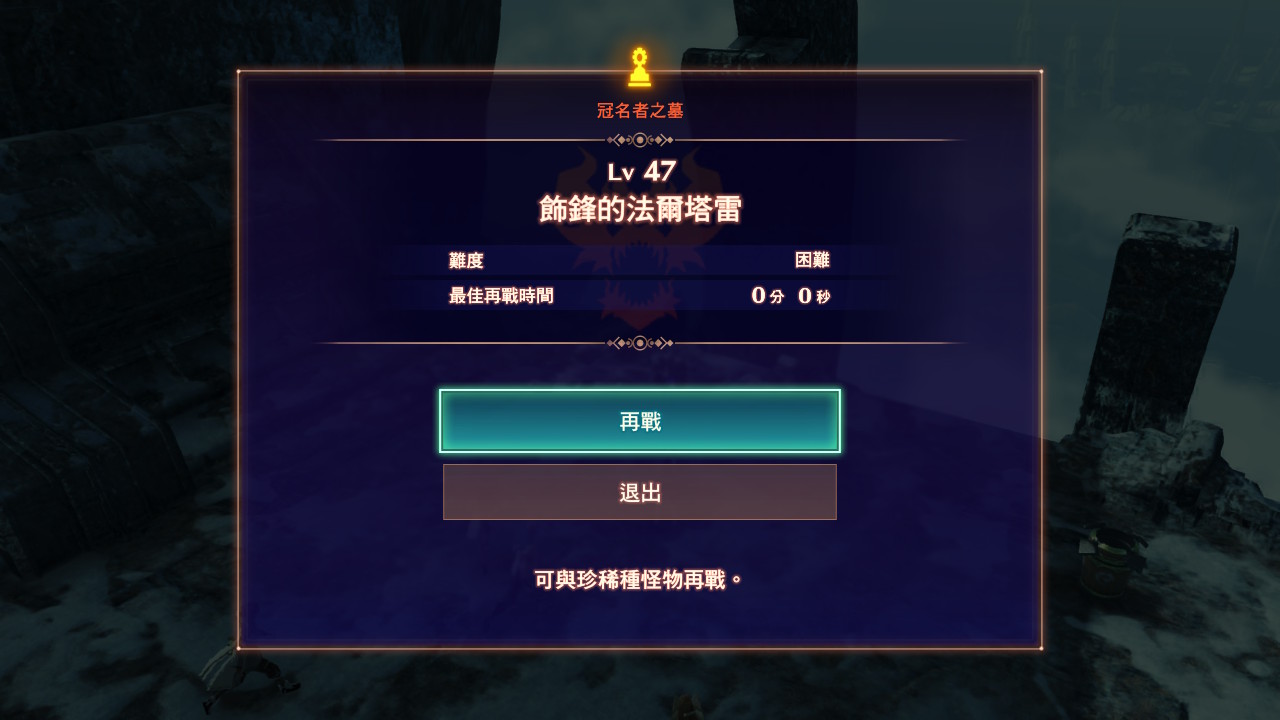 冠名者之墓
Lv 47
飾鋒的法爾塔雷
難度 困難
最佳再戰時間 0分 0秒
再戰
退出
可與珍稀種怪物再戰。